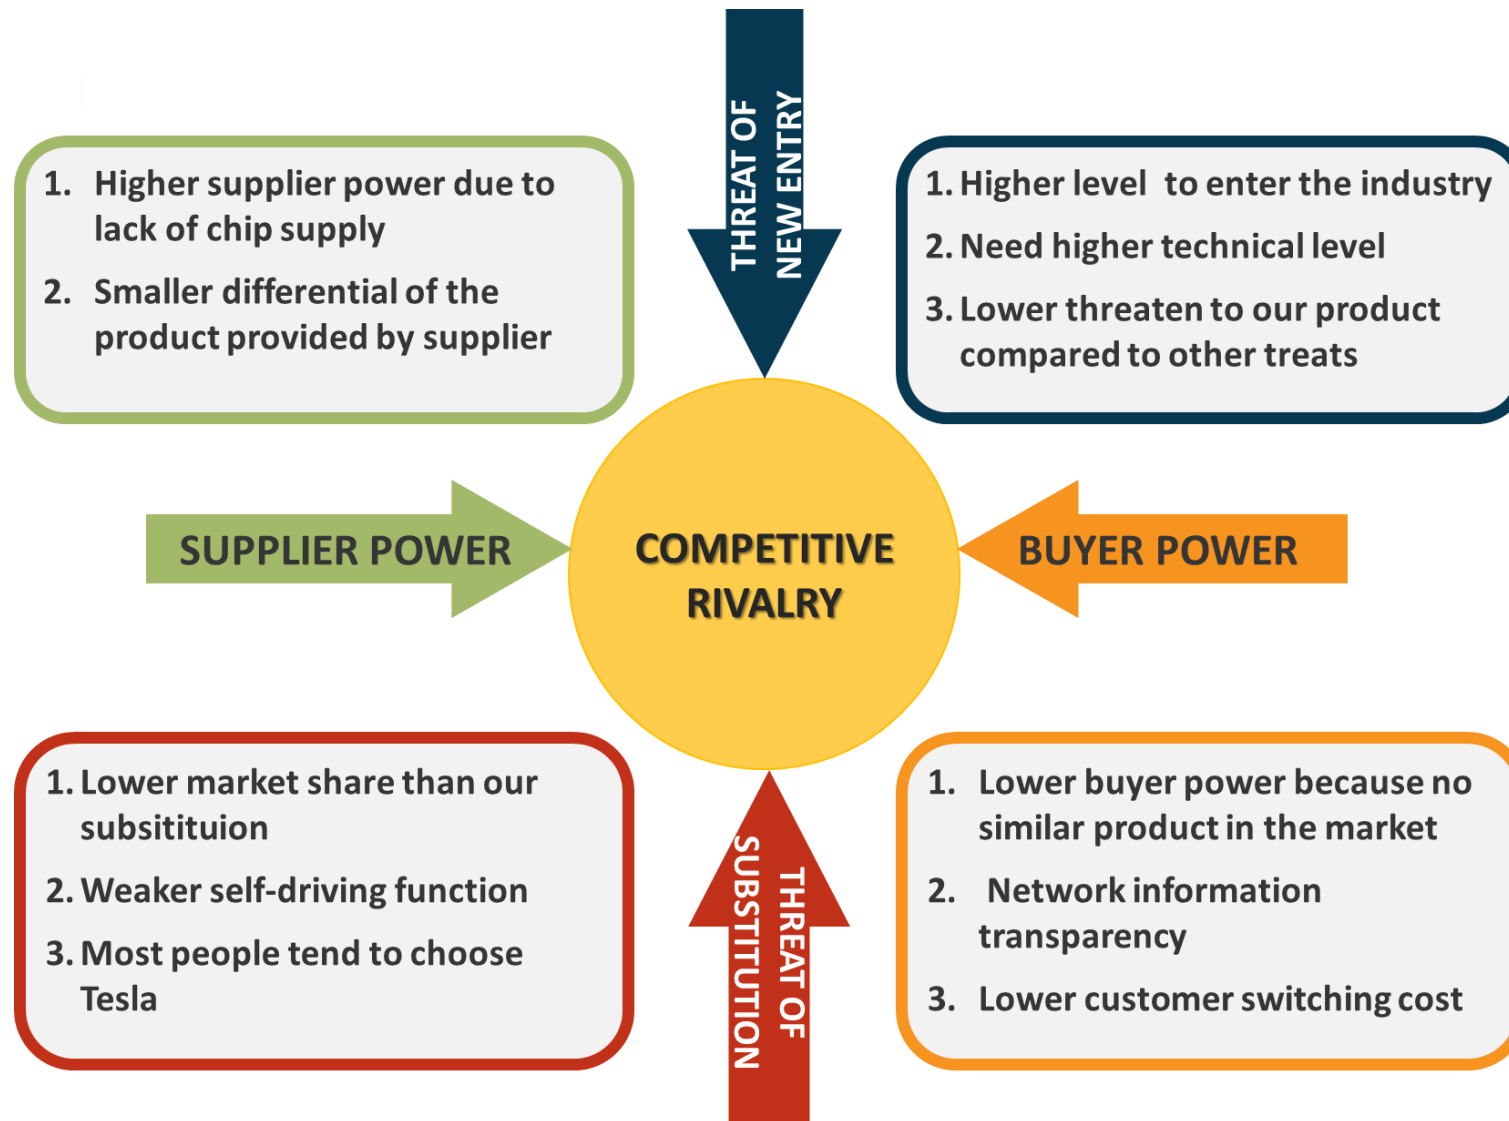 THREAT OF
NEW ENTRY
1. Higher supplier power due to
lack of chip supply
2. Smaller differential of the
product provided by supplier
1. Higher level to enter the industry
2. Need higher technical level
3. Lower threaten to our product
compared to other treats
SUPPLIER POWER
COMPETITIVE
RIVALRY
BUYER POWER
1. Lower market share than our
subsitituion
2. Weaker self-driving function
3. Most people tend to choose
Tesla
THREAT OF
SUBSTITUTION
1. Lower buyer power because no
similar product in the market
2. Network information
transparency
3. Lower customer switching cost